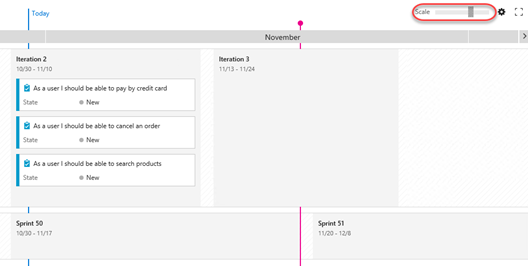 Today
Scale
November
Iteration 2
10/30 - 11/10
As a user I should be able to pay by credit card
State New
As a user I should be able to cancel an order
State New
As a user I should be able to search products
State New
Iteration 3
11/13 - 11/24
Sprint 50
10/30 - 11/17
Sprint 51
11/20 - 12/8